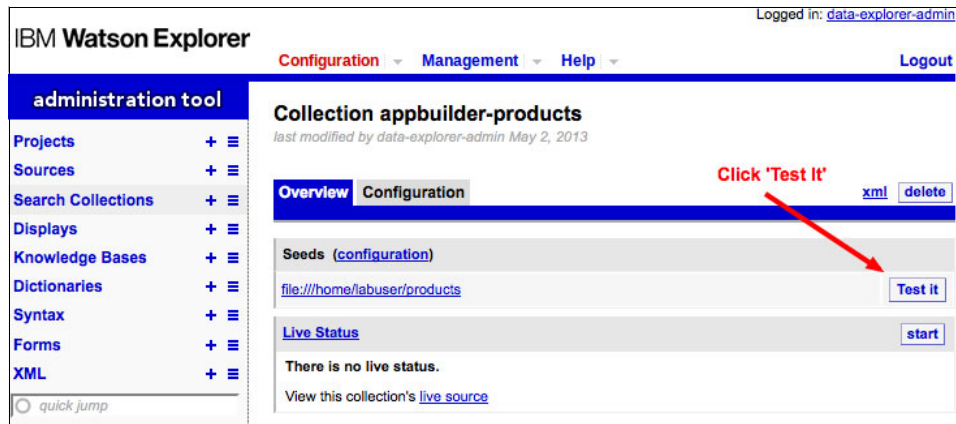 Logged in: data-explorer-admin
IBM Watson Explorer
Configuration Management Help Logout
administration tool
Projects
Sources
Search Collections
Displays
Knowledge Bases
Dictionaries
Syntax
Forms
XML
quick jump
Collection appbuilder-products
last modified by data-explorer-admin May 2, 2013
Click 'Test It'
Overview Configuration xml delete
Seeds (configuration)
file:///home/labuser/products Test it
Live Status start
There is no live status.
View this collection's live source